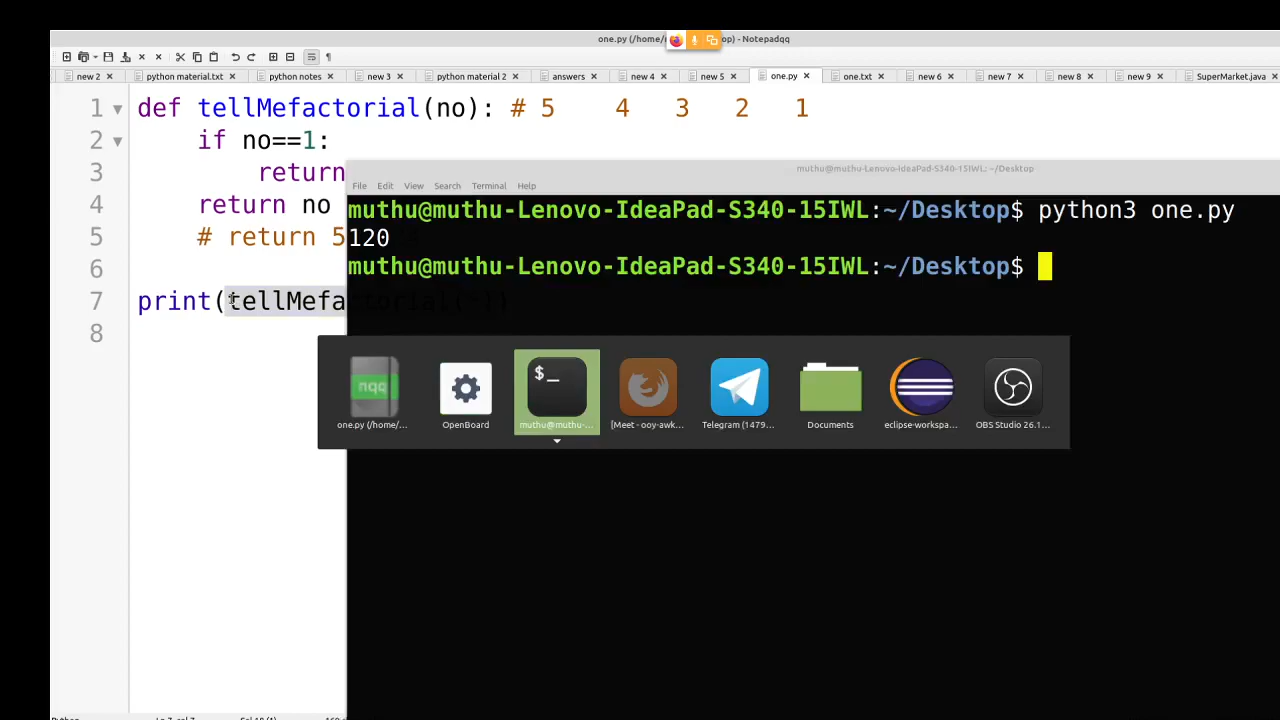 one.py (/home/ op) - Notepadqq
new 2 python material.txt python notes new 3 python material 2 answers new 4 new 5 one.py one.txt new 6 new 7 new 8 new 9 SuperMarket.java
1 def tellMefactorial(no): # 5 4 3 2 1
2 if no==1:
3 return
4 return no
5 # return 5
6
7 print(tellMefactorial(
8
muthu@muthu-Lenovo-IdeaPad-S340-15IWL: ~/Desktop
File Edit View Search Terminal Help
muthu@muthu-Lenovo-IdeaPad-S340-15IWL:~/Desktop$ python3 one.py
120
muthu@muthu-Lenovo-IdeaPad-S340-15IWL:~/Desktop$
$_
nqq
one.py (/home/... OpenBoard muthu@muthu-... [Meet - ooy-awk... Telegram (1479... Documents eclipse-workspa... OBS Studio 26.1...